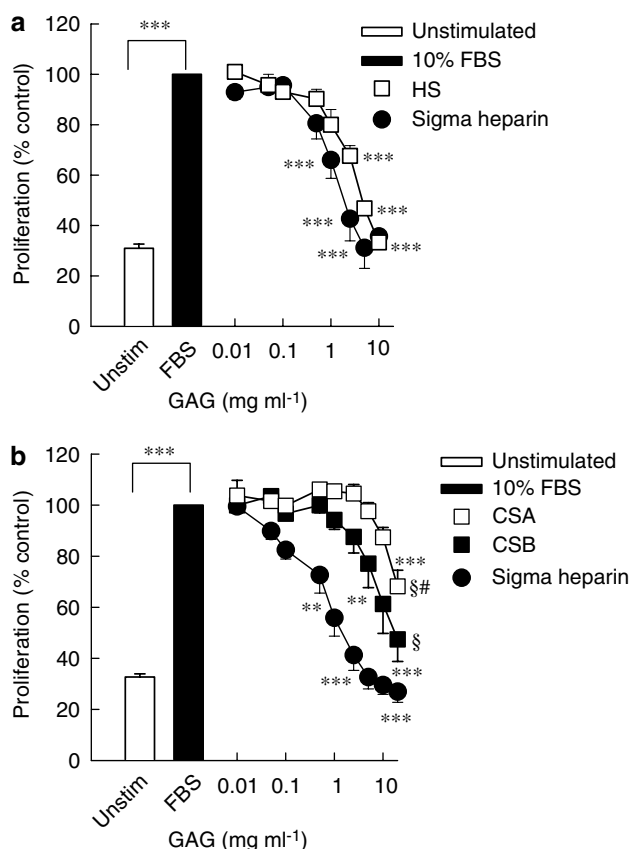 a
Proliferation (% control)
120
100
80
60
40
20
0
***
Unstimulated
10% FBS
HS
Sigma heparin
***
***
***
***
***
***
Unstim
FBS
0.01
0.1
1
10
GAG (mg ml-1)
b
Proliferation (% control)
120
100
80
60
40
20
0
***
Unstimulated
10% FBS
CSA
CSB
Sigma heparin
***
§#
**
**
§
***
***
***
Unstim
FBS
0.01
0.1
1
10
GAG (mg ml-1)